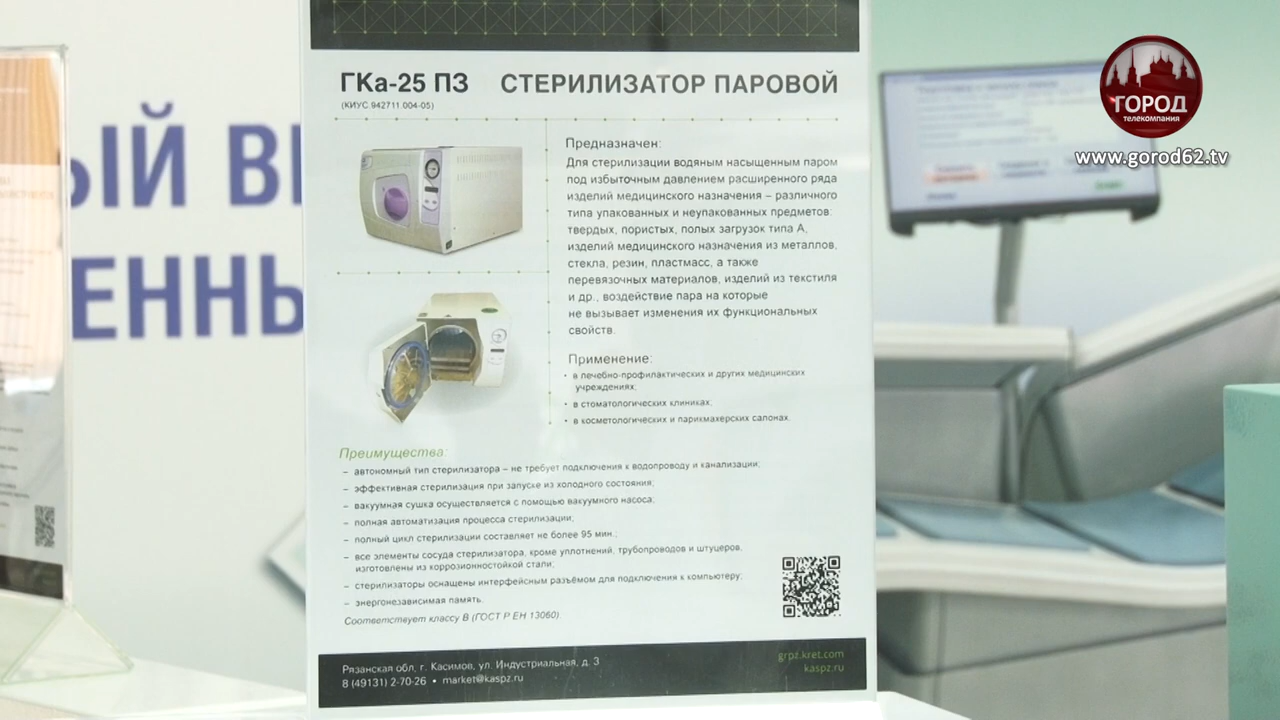 ГКа-25 ПЗ СТЕРИЛИЗАТОР ПАРОВОЙ
(КИУС.942711.004-05)
Предназначен:
Для стерилизации водяным насыщенным паром
под избыточным давлением расширенного ряда
изделий медицинского назначения – различного
типа упакованных и неупакованных предметов:
твердых, пористых, полых загрузок типа А,
изделий медицинского назначения из металлов,
стекла, резин, пластмасс, а также
перевязочных материалов, изделий из текстиля
и др., воздействие пара на которые
не вызывает изменения их функциональных
свойств.
Применение:
• в лечебно-профилактических и других медицинских
учреждениях;
• в стоматологических клиниках;
• в косметологических и парикмахерских салонах.
Преимущества:
– автономный тип стерилизатора – не требует подключения к водопроводу и канализации;
– эффективная стерилизация при запуске из холодного состояния;
– вакуумная сушка осуществляется с помощью вакуумного насоса;
– полная автоматизация процесса стерилизации;
– полный цикл стерилизации составляет не более 95 мин.;
– все элементы сосуда стерилизатора, кроме уплотнений, трубопроводов и штуцеров,
изготовлены из коррозионностойкой стали;
– стерилизаторы оснащены интерфейсным разъёмом для подключения к компьютеру;
– энергонезависимая память.
Соответствует классу В (ГОСТ Р ЕН 13060).
Рязанская обл, г. Касимов, ул. Индустриальная, д. 3
8 (49131) 2-70-26 • market@kaspz.ru
grpz.kret.com
kaspz.ru
ЫЙ В
ЕННЫ
ГОРОД
телекомпания
www.gorod62.tv